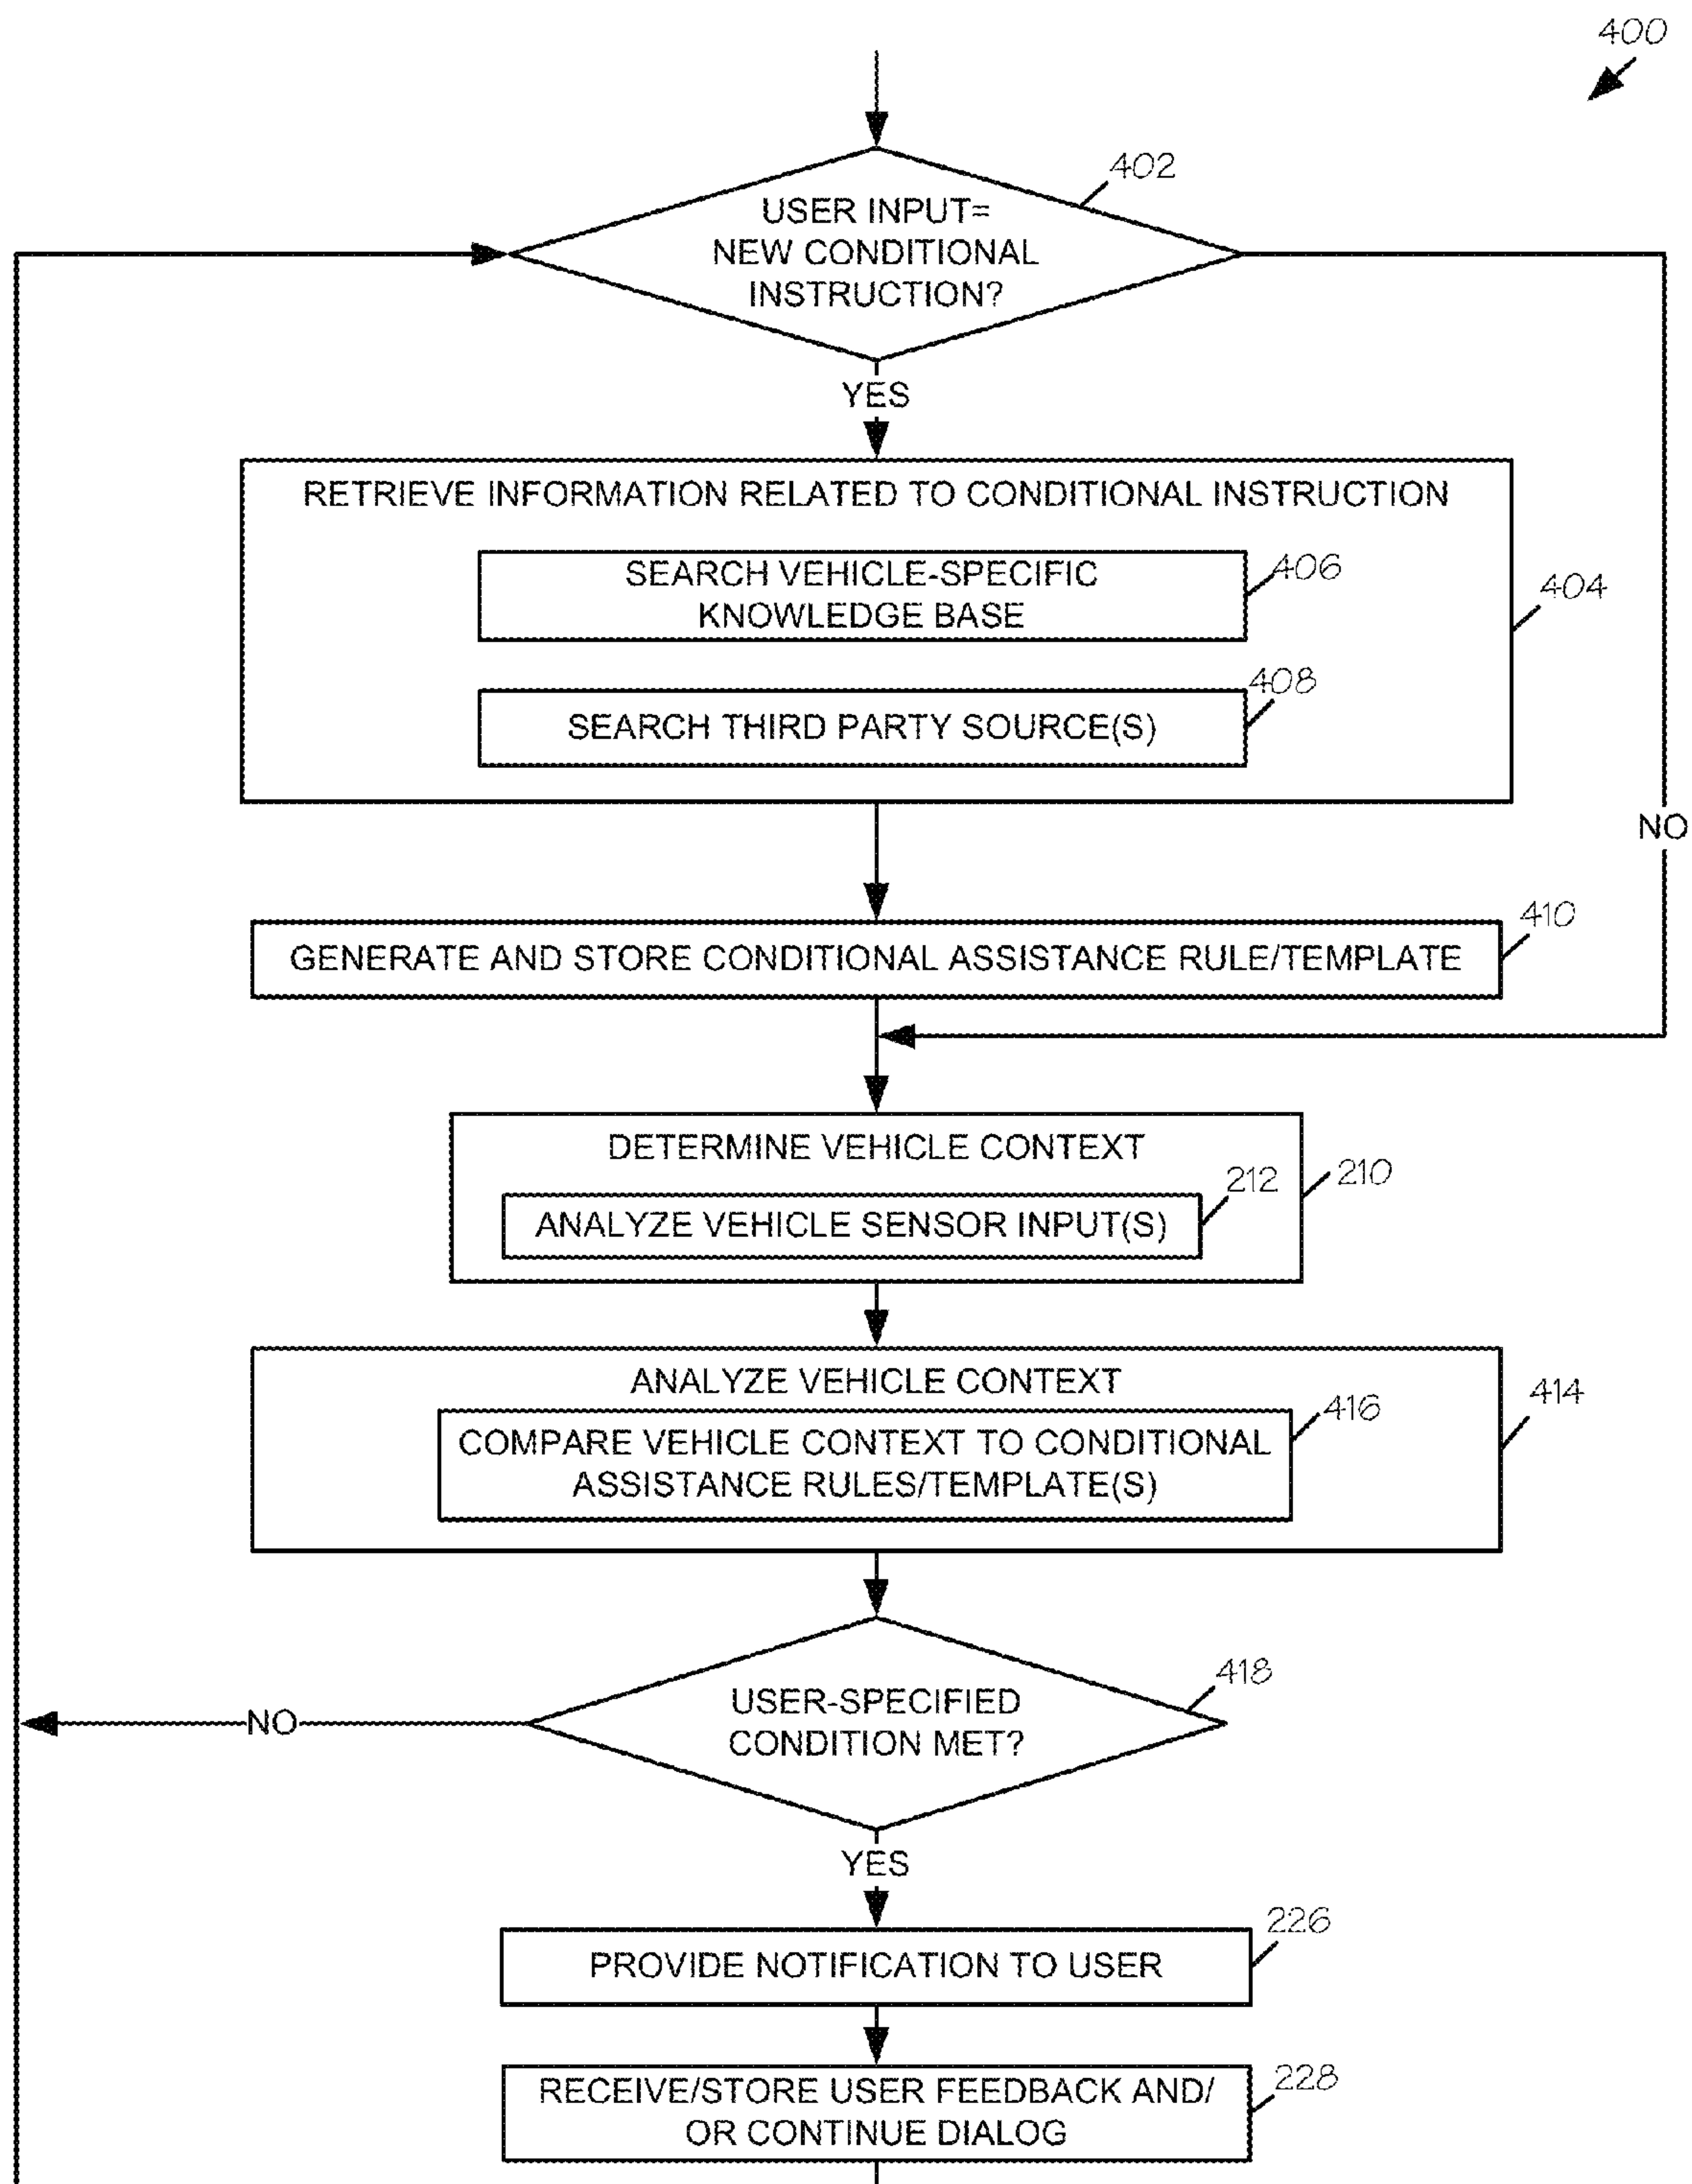 400
402
USER INPUT=
NEW CONDITIONAL
INSTRUCTION?
YES
RETRIEVE INFORMATION RELATED TO CONDITIONAL INSTRUCTION
SEARCH VEHICLE-SPECIFIC
KNOWLEDGE BASE
406
404
408
SEARCH THIRD PARTY SOURCE(S)
NO
410
GENERATE AND STORE CONDITIONAL ASSISTANCE RULE/TEMPLATE
DETERMINE VEHICLE CONTEXT
212
210
ANALYZE VEHICLE SENSOR INPUT(S)
ANALYZE VEHICLE CONTEXT
416
414
COMPARE VEHICLE CONTEXT TO CONDITIONAL
ASSISTANCE RULES/TEMPLATE(S)
418
USER-SPECIFIED
CONDITION MET?
NO
YES
226
PROVIDE NOTIFICATION TO USER
228
RECEIVE/STORE USER FEEDBACK AND/
OR CONTINUE DIALOG